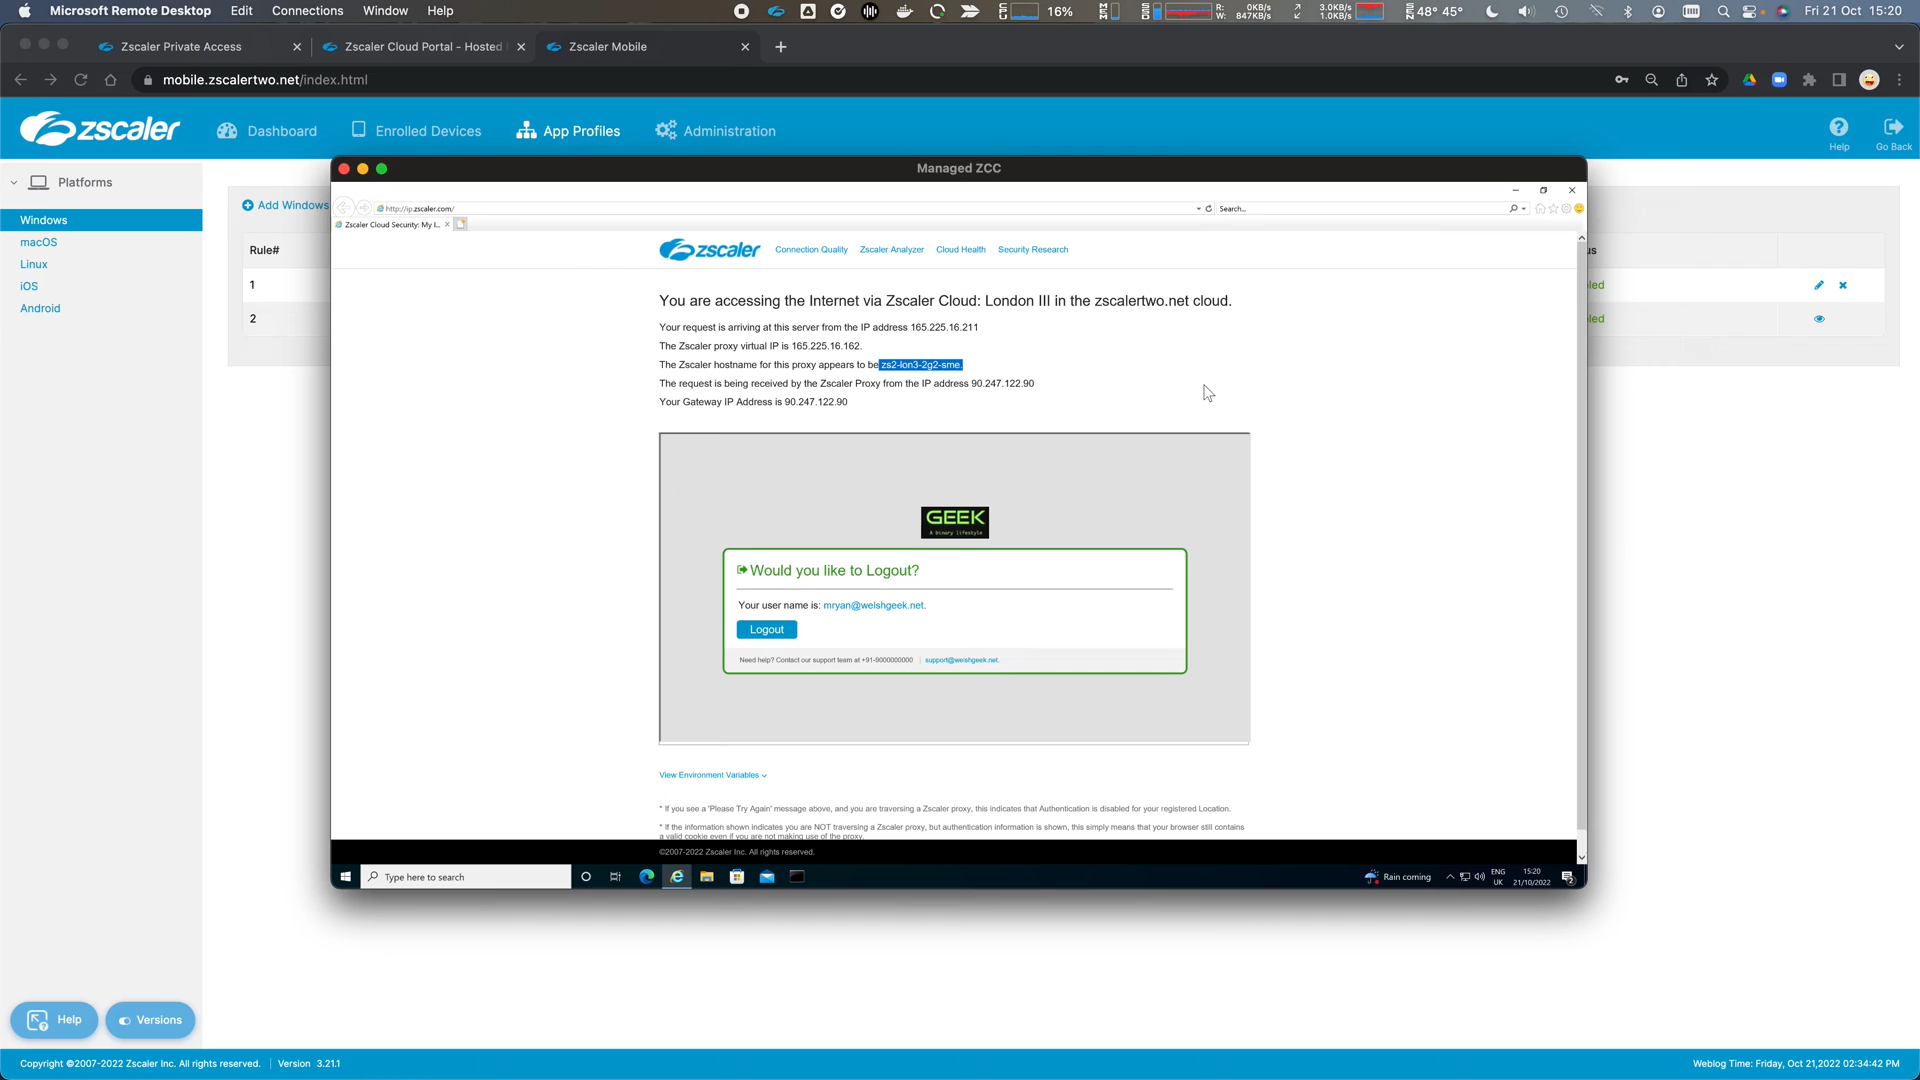 Microsoft Remote Desktop Edit Connections Window Help
16% R: 0KB/s W: 847KB/s 3.0KB/s 1.0KB/s 48° 45° Fri 21 Oct 15:20
Zscaler Private Access
Zscaler Cloud Portal - Hosted
Zscaler Mobile
mobile.zscalertwo.net/index.html
zscaler Dashboard Enrolled Devices App Profiles Administration Help Go Back
Managed ZCC
Platforms
Windows
macOS
Linux
iOS
Android
Add Windows
Rule#
us
1
led
2
led
http://ip.zscaler.com/
Search...
Zscaler Cloud Security: My I...
zscaler Connection Quality Zscaler Analyzer Cloud Health Security Research
You are accessing the Internet via Zscaler Cloud: London III in the zscalertwo.net cloud.
Your request is arriving at this server from the IP address 165.225.16.211
The Zscaler proxy virtual IP is 165.225.16.162.
The Zscaler hostname for this proxy appears to be zs2-lon3-2g2-sme.
The request is being received by the Zscaler Proxy from the IP address 90.247.122.90
Your Gateway IP Address is 90.247.122.90
GEEK
A binary lifestyle
Would you like to Logout?
Your user name is: mryan@welshgeek.net.
Logout
Need help? Contact our support team at +91-9000000000 | support@welshgeek.net.
View Environment Variables
* If you see a 'Please Try Again' message above, and you are traversing a Zscaler proxy, this indicates that Authentication is disabled for your registered Location.
* If the information shown indicates you are NOT traversing a Zscaler proxy, but authentication information is shown, this simply means that your browser still contains
a valid cookie even if you are not making use of the proxy.
©2007-2022 Zscaler Inc. All rights reserved.
Type here to search
Rain coming
ENG
UK
15:20
21/10/2022
2
Help
Versions
Copyright ©2007-2022 Zscaler Inc. All rights reserved. | Version 3.21.1
Weblog Time: Friday, Oct 21,2022 02:34:42 PM